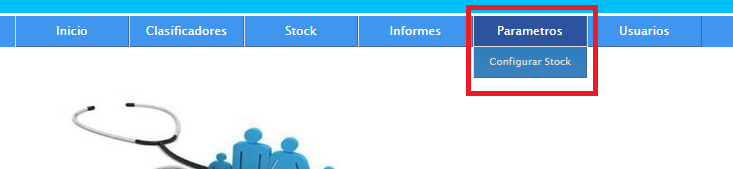 Inicio Clasificadores Stock Informes Parametros Usuarios
Configurar Stock